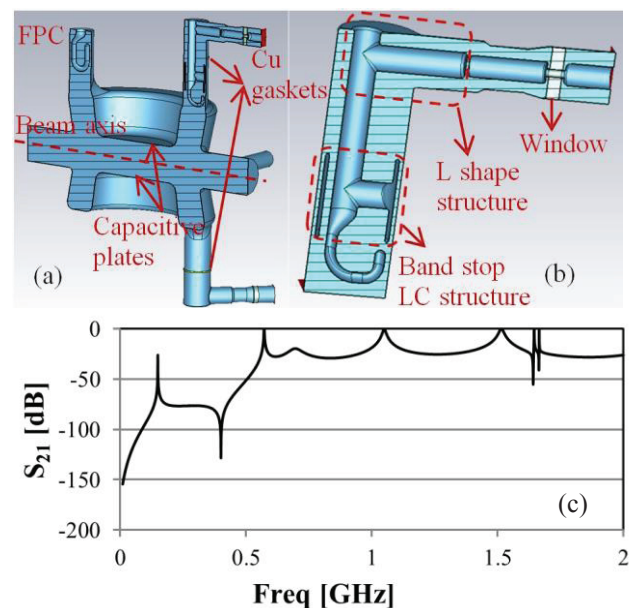 FPC
Cu
gaskets
Beam axis
Capacitive
plates
(a)
Window
L shape
structure
Band stop
LC structure
(b)
0
-50
-100
-150
-200
S21 [dB]
(c)
0 0.5 1 1.5 2
Freq [GHz]